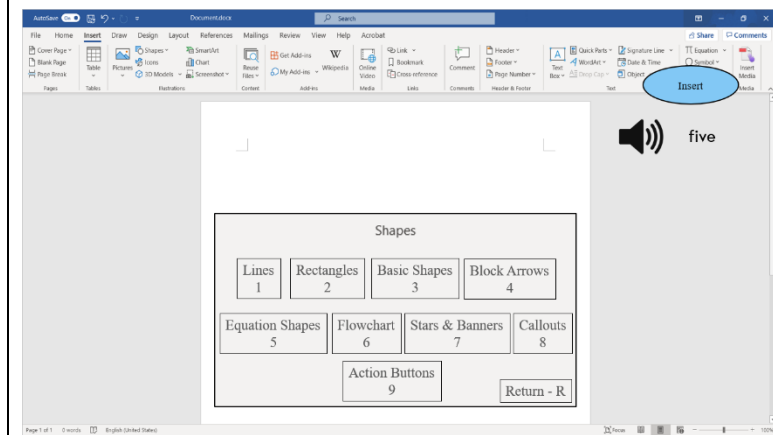 AutoSave On Document.docx Search
File Home Insert Draw Design Layout References Mailings Review View Help Acrobat Share Comments
Cover Page
Blank Page
Page Break
Table
Pictures
Shapes
Icons
3D Models
SmartArt
Chart
Screenshot
Reuse
Files
Get Add-ins
My Add-ins
Wikipedia
Online
Video
Link
Bookmark
Cross-reference
Comment
Header
Footer
Page Number
Text
Box
Quick Parts
WordArt
Drop Cap
Signature Line
Date & Time
Object
Equation
Symbol
Insert
Media
Pages Tables Illustrations Content Add-ins Media Links Comments Header & Footer Text Media
Insert
five
Shapes
Lines Rectangles Basic Shapes Block Arrows
1 2 3 4
Equation Shapes Flowchart Stars & Banners Callouts
5 6 7 8
Action Buttons
9
Return - R
Page 1 of 1 0 words English (United States) Focus 100%